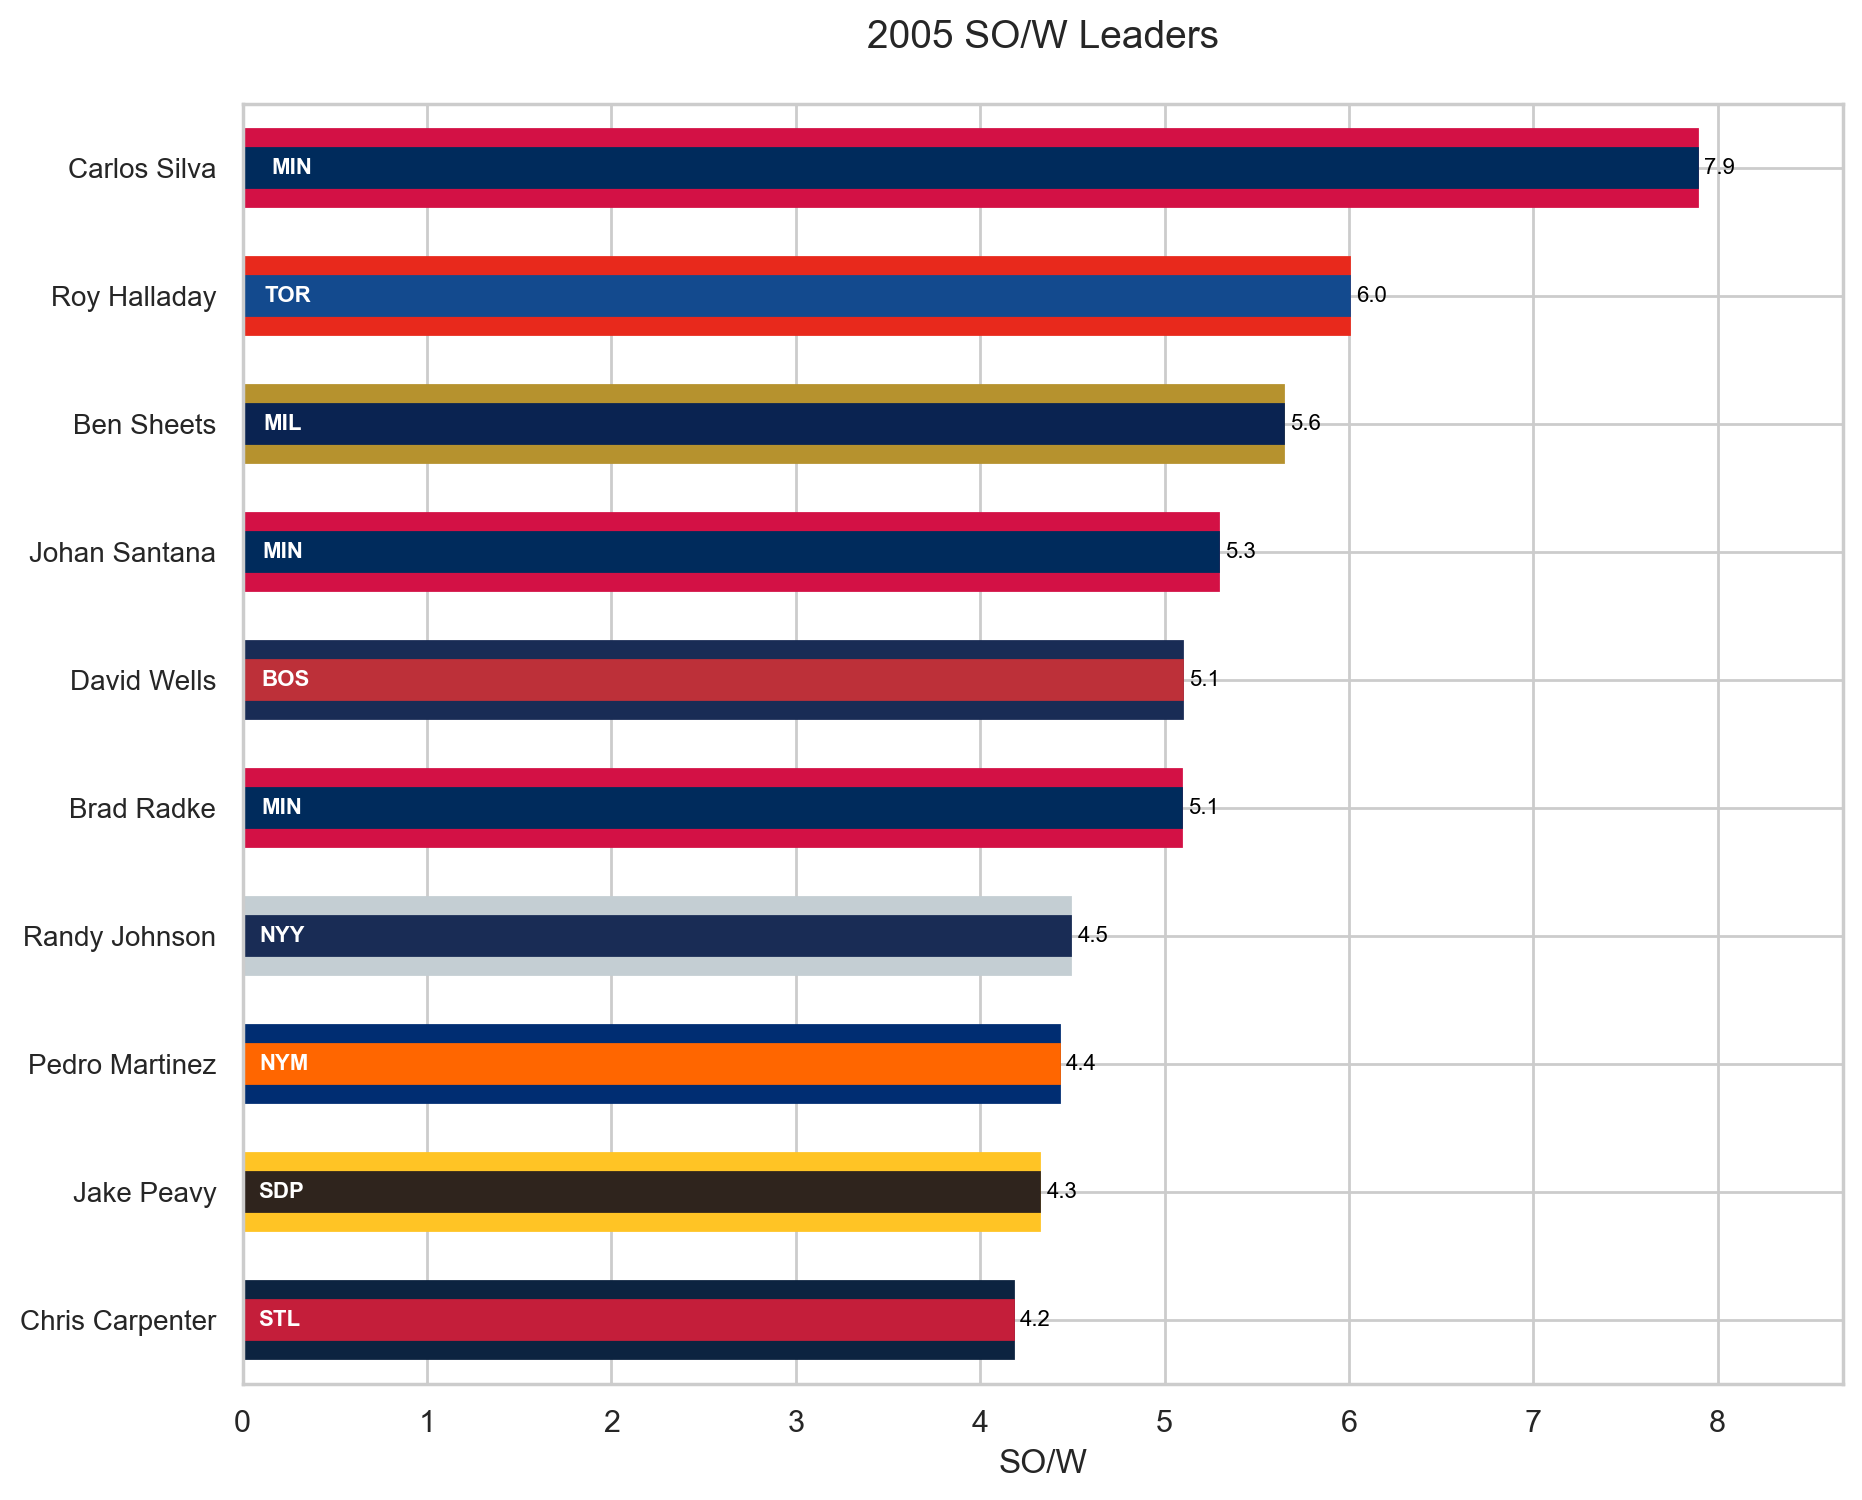 2005 SO/W Leaders
Carlos Silva MIN 7.9
Roy Halladay TOR 6.0
Ben Sheets MIL 5.6
Johan Santana MIN 5.3
David Wells BOS 5.1
Brad Radke MIN 5.1
Randy Johnson NYY 4.5
Pedro Martinez NYM 4.4
Jake Peavy SDP 4.3
Chris Carpenter STL 4.2
0 1 2 3 4 5 6 7 8
SO/W